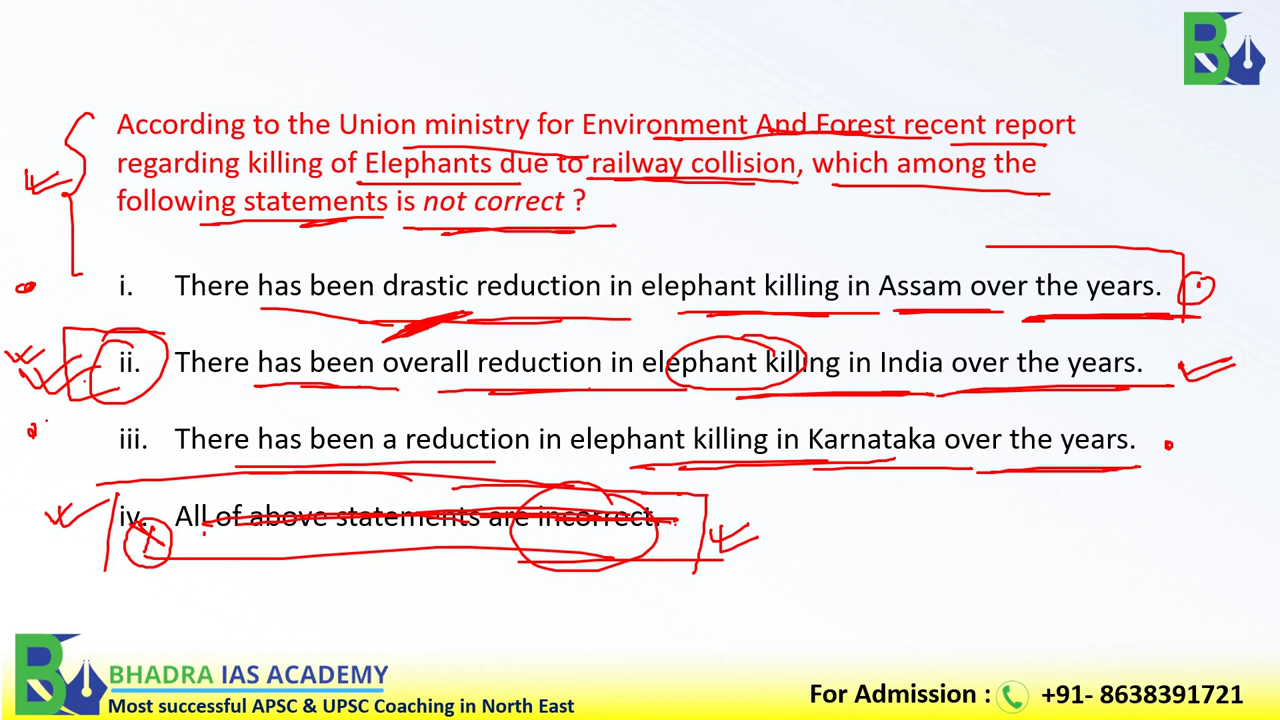 According to the Union ministry for Environment And Forest recent report
regarding killing of Elephants due to railway collision, which among the
following statements is not correct ?
i. There has been drastic reduction in elephant killing in Assam over the years.
ii. There has been overall reduction in elephant killing in India over the years.
iii. There has been a reduction in elephant killing in Karnataka over the years.
iv. All of above statements are incorrect.
BHADRA IAS ACADEMY
Most successful APSC & UPSC Coaching in North East
For Admission : +91- 8638391721